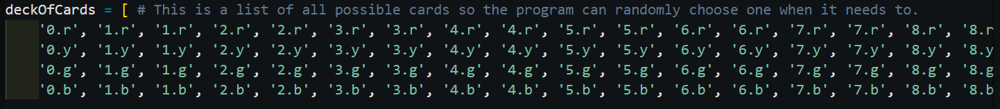 deckOfCards = [ # This is a list of all possible cards so the program can randomly choose one when it needs to.
'0.r', '1.r', '1.r', '2.r', '2.r', '3.r', '3.r', '4.r', '4.r', '5.r', '5.r', '6.r', '6.r', '7.r', '7.r', '8.r', '8.r
'0.y', '1.y', '1.y', '2.y', '2.y', '3.y', '3.y', '4.y', '4.y', '5.y', '5.y', '6.y', '6.y', '7.y', '7.y', '8.y', '8.y
'0.g', '1.g', '1.g', '2.g', '2.g', '3.g', '3.g', '4.g', '4.g', '5.g', '5.g', '6.g', '6.g', '7.g', '7.g', '8.g', '8.g
'0.b', '1.b', '1.b', '2.b', '2.b', '3.b', '3.b', '4.b', '4.b', '5.b', '5.b', '6.b', '6.b', '7.b', '7.b', '8.b', '8.b